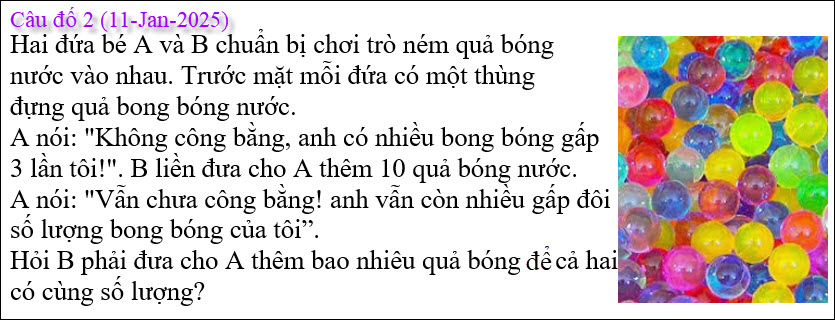 Câu đố 2 (11-Jan-2025)
Hai đứa bé A và B chuẩn bị chơi trò ném quả bóng
nước vào nhau. Trước mặt mỗi đứa có một thùng
đựng quả bong bóng nước.
A nói: "Không công bằng, anh có nhiều bong bóng gấp
3 lần tôi!". B liền đưa cho A thêm 10 quả bóng nước.
A nói: "Vẫn chưa công bằng! anh vẫn còn nhiều gấp đôi
số lượng bong bóng của tôi”.
Hỏi B phải đưa cho A thêm bao nhiêu quả bóng để cả hai
có cùng số lượng?